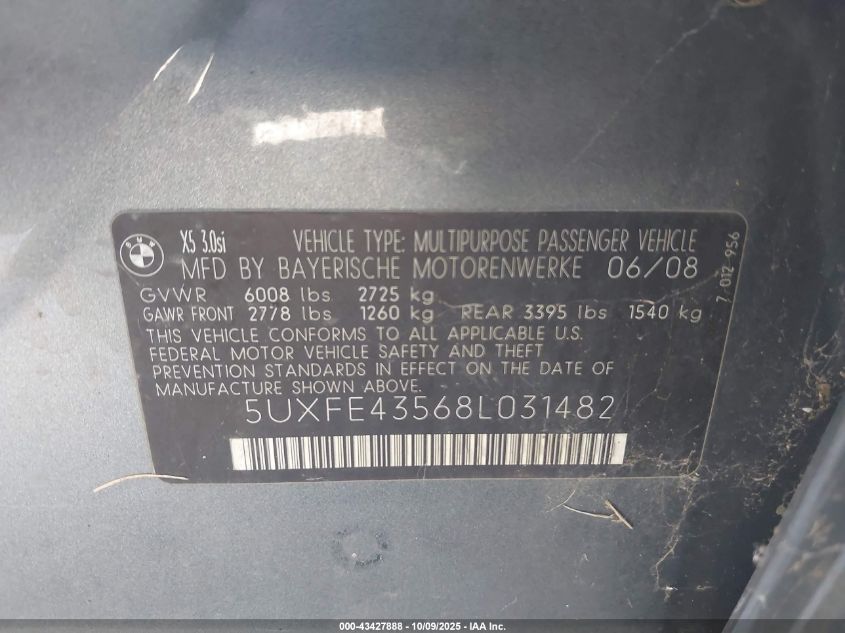 BMW
X5 3.0si VEHICLE TYPE: MULTIPURPOSE PASSENGER VEHICLE
MFD BY BAYERISCHE MOTORENWERKE 06/08
GVWR 6008 lbs 2725 kg
GAWR FRONT 2778 lbs 1260 kg REAR 3395 lbs 1540 kg
THIS VEHICLE CONFORMS TO ALL APPLICABLE U.S.
FEDERAL MOTOR VEHICLE SAFETY AND THEFT
PREVENTION STANDARDS IN EFFECT ON THE DATE OF
MANUFACTURE SHOWN ABOVE.
5UXFE43568L031482
7 012 956
000-43427888 - 10/09/2025 - IAA Inc.